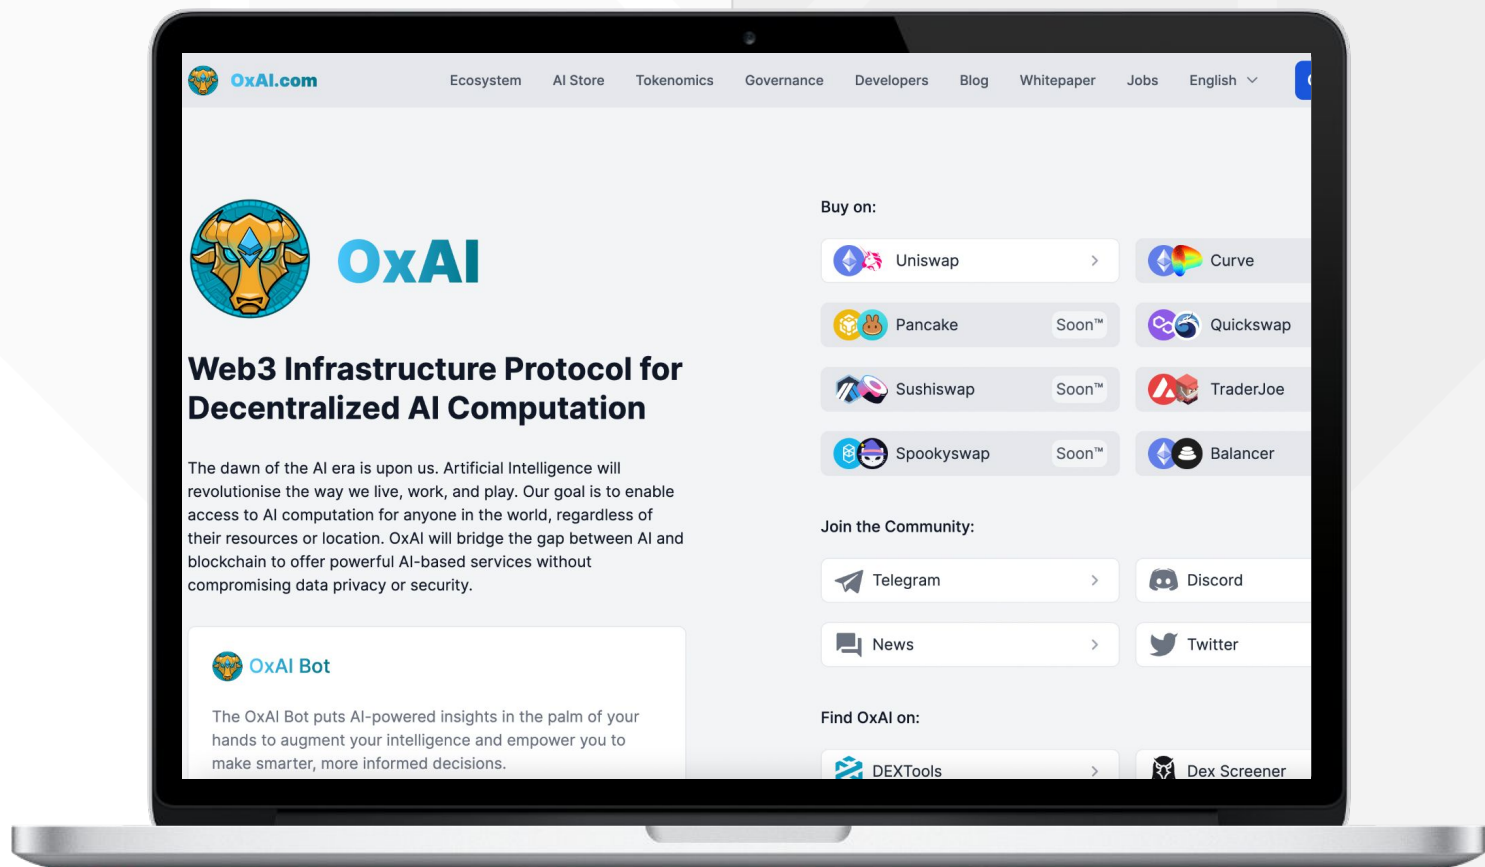 OxAI.com
Ecosystem
AI Store
Tokenomics
Governance
Developers
Blog
Whitepaper
Jobs
English
OxAI
Web3 Infrastructure Protocol for
Decentralized AI Computation
The dawn of the AI era is upon us. Artificial Intelligence will
revolutionise the way we live, work, and play. Our goal is to enable
access to AI computation for anyone in the world, regardless of
their resources or location. OxAI will bridge the gap between AI and
blockchain to offer powerful AI-based services without
compromising data privacy or security.
OxAI Bot
The OxAI Bot puts AI-powered insights in the palm of your
hands to augment your intelligence and empower you to
make smarter, more informed decisions.
Buy on:
Uniswap
Curve
Pancake
Soon™
Quickswap
Sushiswap
Soon™
TraderJoe
Spookyswap
Soon™
Balancer
Join the Community:
Telegram
Discord
News
Twitter
Find OxAI on:
DEXTools
Dex Screener